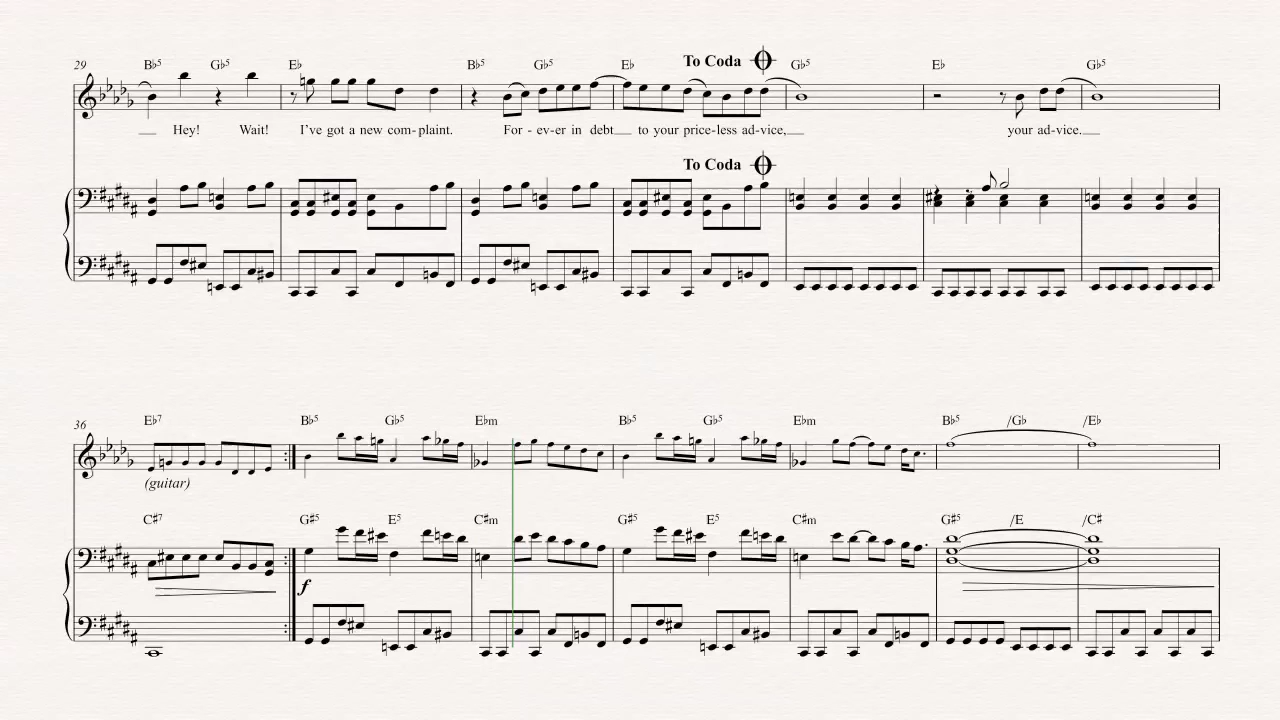 29 B♭5 G♭5 E♭ B♭5 G♭5 E♭ To Coda G♭5 E♭ G♭5
Hey! Wait! I've got a new com-plaint. For - ev-er in debt to your price-less ad-vice, your ad-vice.
To Coda
36 E♭7 B♭5 G♭5 E♭m B♭5 G♭5 E♭m B♭5 /G♭ /E♭
(guitar)
C♯7 G♯5 E5 C♯m G♯5 E5 C♯m G♯5 /E /C♯
f